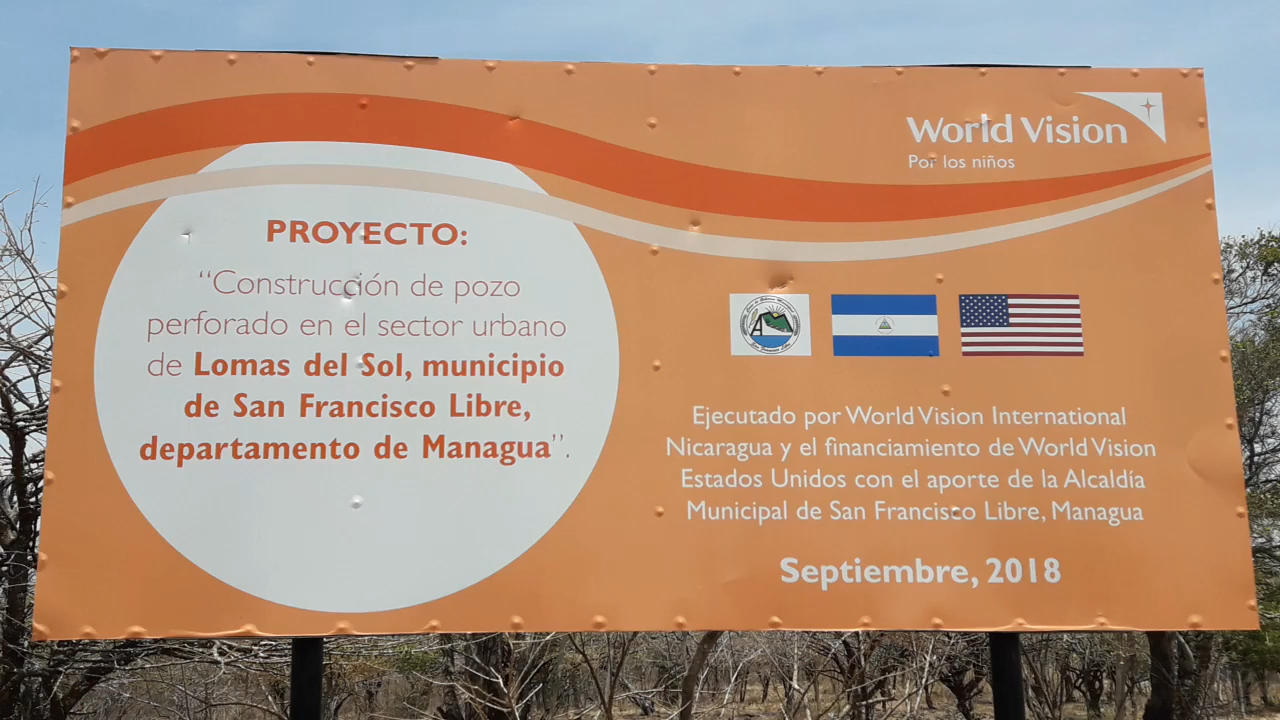 World Vision
Por los niños
PROYECTO:
“Construcción de pozo
perforado en el sector urbano
de Lomas del Sol, municipio
de San Francisco Libre,
departamento de Managua”.
Ejecutado por World Vision International
Nicaragua y el financiamiento de World Vision
Estados Unidos con el aporte de la Alcaldía
Municipal de San Francisco Libre, Managua
Septiembre, 2018